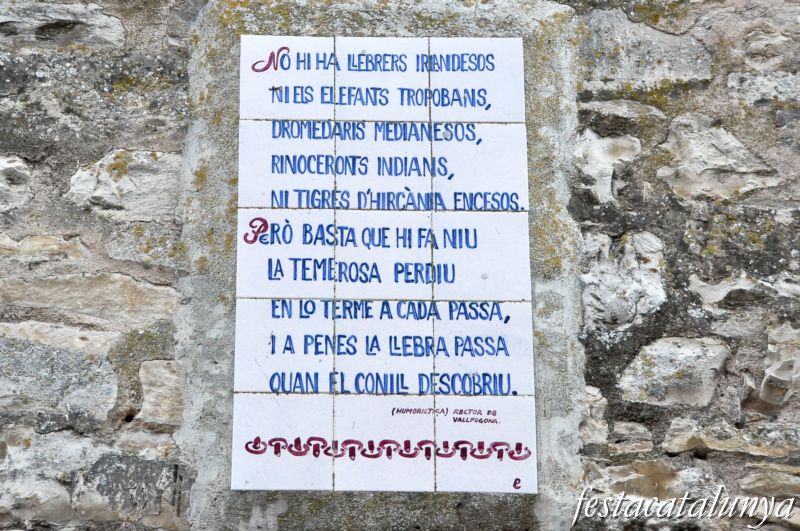 NO HI HA LLEBRERS IRLANDESOS
NI ELS ELEFANTS TROPOBANS,
DROMEDARIS MEDIANESOS,
RINOCERONTS INDIANS,
NI TIGRES D'HIRCÀNIA ENCESOS.
PERÒ BASTA QUE HI FA NIU
LA TEMEROSA PERDIU
EN LO TERME A CADA PASSA,
I A PENES LA LLEBRA PASSA
QUAN EL CONILL DESCOBRIU.
(HUMORISTICA) RECTOR DE
VALLFOGONA.
e
festacatalunya